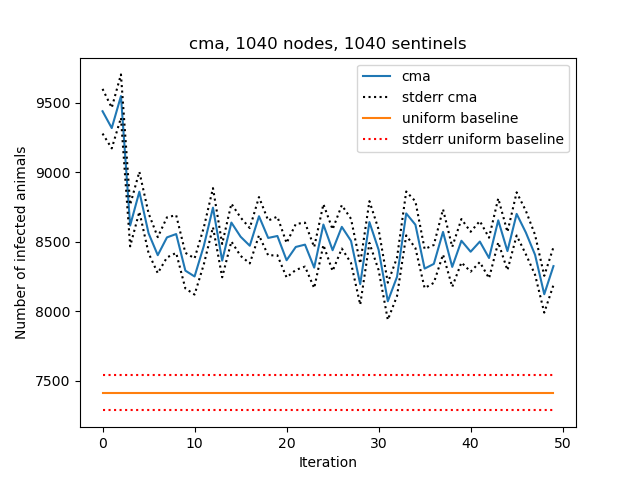 cma, 1040 nodes, 1040 sentinels
cma
stderr cma
uniform baseline
stderr uniform baseline
Number of infected animals
9500
9000
8500
8000
7500
0 10 20 30 40 50
Iteration